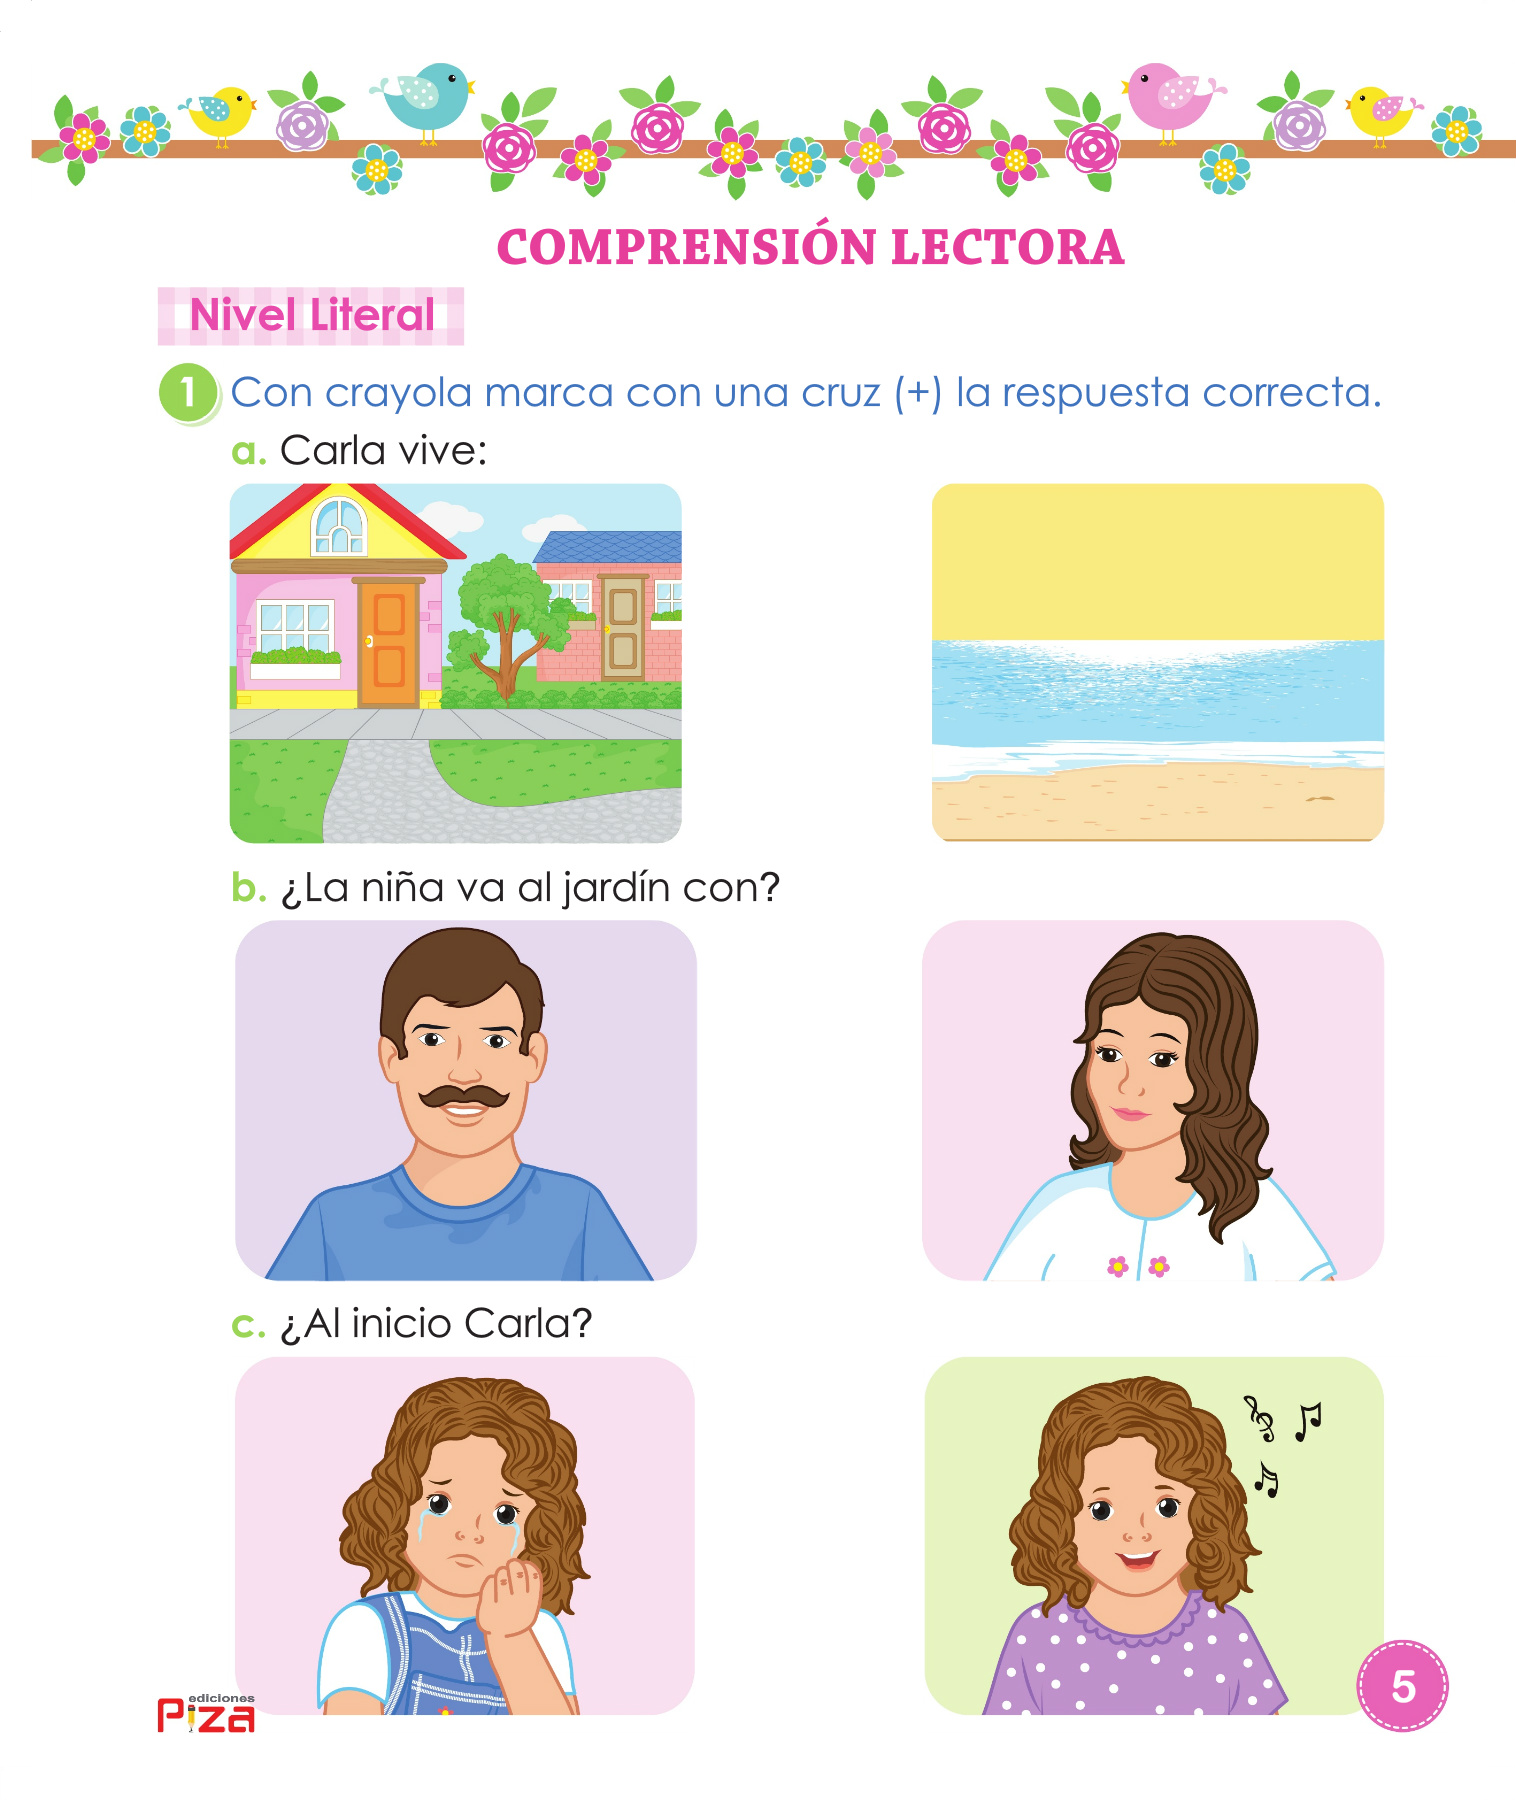 COMPRENSIÓN LECTORA
Nivel Literal
1 Con crayola marca con una cruz (+) la respuesta correcta.
a. Carla vive:
b. ¿La niña va al jardín con?
c. ¿Al inicio Carla?
ediciones
Piza
5